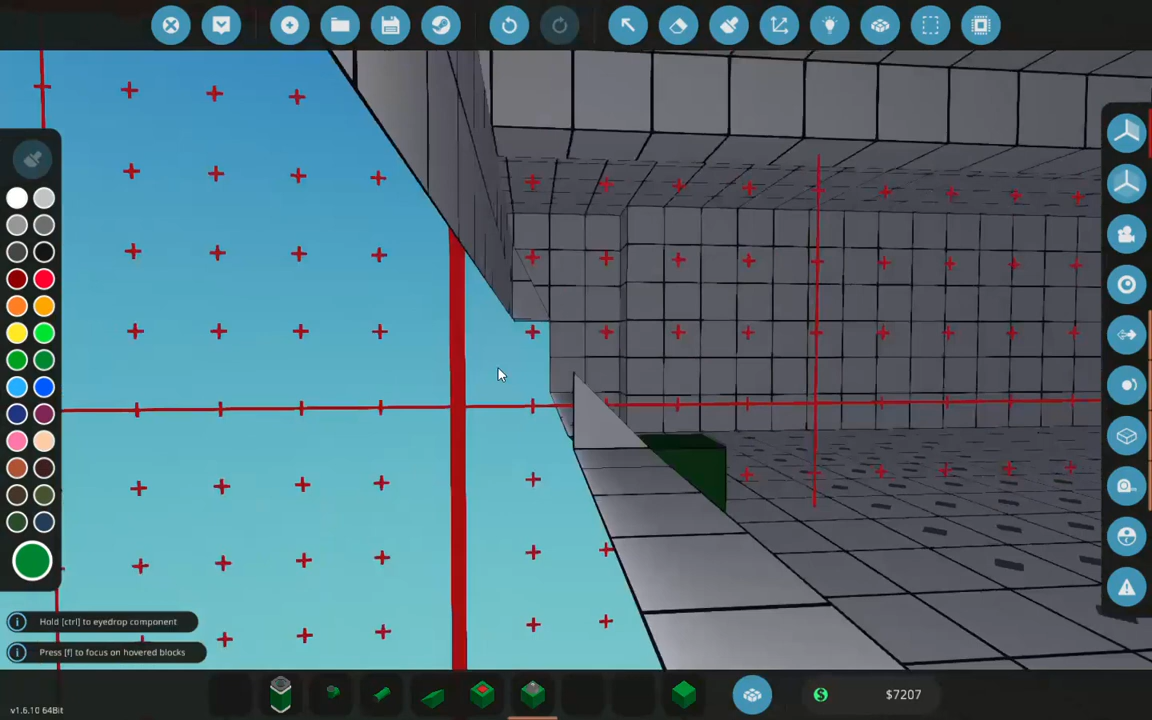 Hold [ctrl] to eyedrop component
Press [f] to focus on hovered blocks
$7207
v1.6.10 64Bit